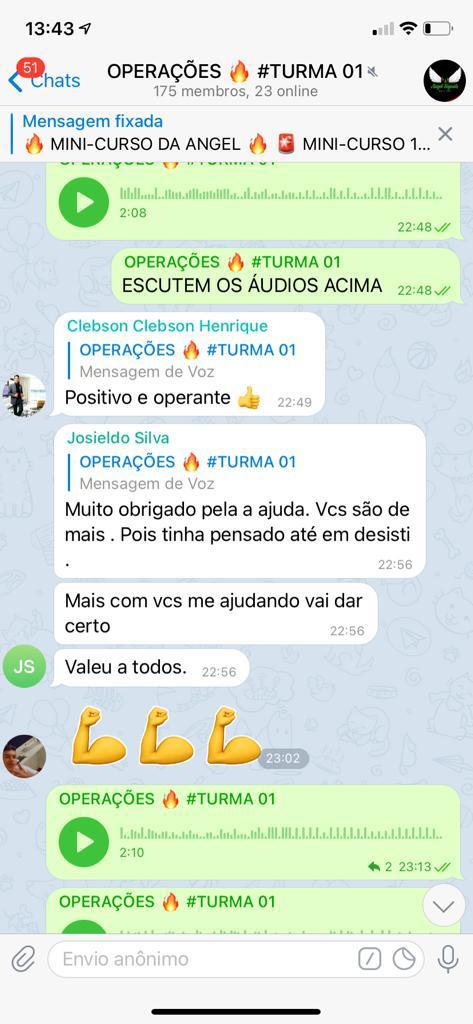 13:43
51
Chats
OPERAÇÕES 🔥 #TURMA 01
175 membros, 23 online
Mensagem fixada
🔥 MINI-CURSO DA ANGEL 🔥 🚨 MINI-CURSO 1...
OPERAÇÕES 🔥 #TURMA 01
2:08
22:48
OPERAÇÕES 🔥 #TURMA 01
ESCUTEM OS ÁUDIOS ACIMA 22:48
Clebson Clebson Henrique
OPERAÇÕES 🔥 #TURMA 01
Mensagem de Voz
Positivo e operante 👍 22:49
Josieldo Silva
OPERAÇÕES 🔥 #TURMA 01
Mensagem de Voz
Muito obrigado pela a ajuda. Vcs são de
mais . Pois tinha pensado até em desisti
.
22:56
Mais com vcs me ajudando vai dar
certo
22:56
JS
Valeu a todos. 22:56
💪💪💪 23:02
OPERAÇÕES 🔥 #TURMA 01
2:10
2 23:13
OPERAÇÕES 🔥 #TURMA 01
Envio anônimo